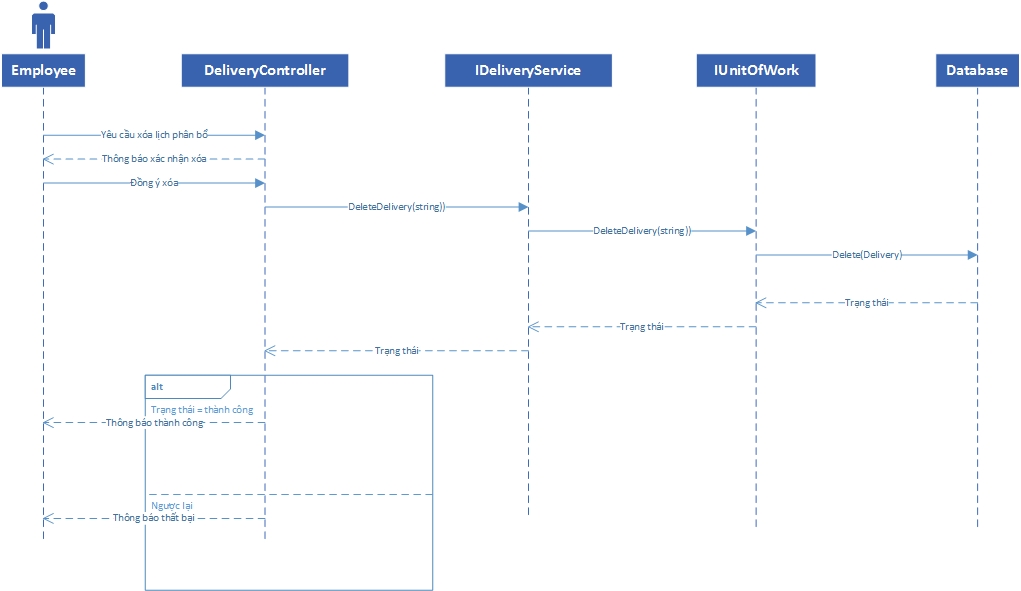 Employee
DeliveryController
IDeliveryService
IUnitOfWork
Database
Yêu cầu xóa lịch phân bổ
Thông báo xác nhận xóa
Đồng ý xóa
DeleteDelivery(string))
DeleteDelivery(string))
Delete(Delivery)
Trạng thái
Trạng thái
Trạng thái
alt
Trạng thái = thành công
Thông báo thành công
Ngược lại
Thông báo thất bại